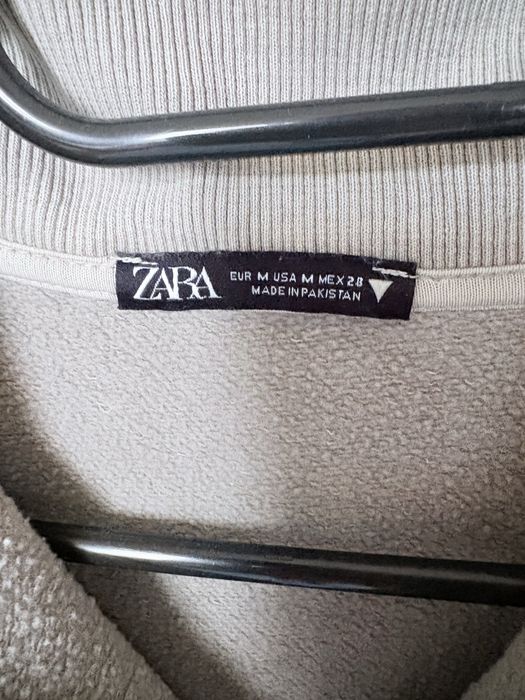 ZARA
EUR M USA M MEX 28
MADE IN PAKISTAN